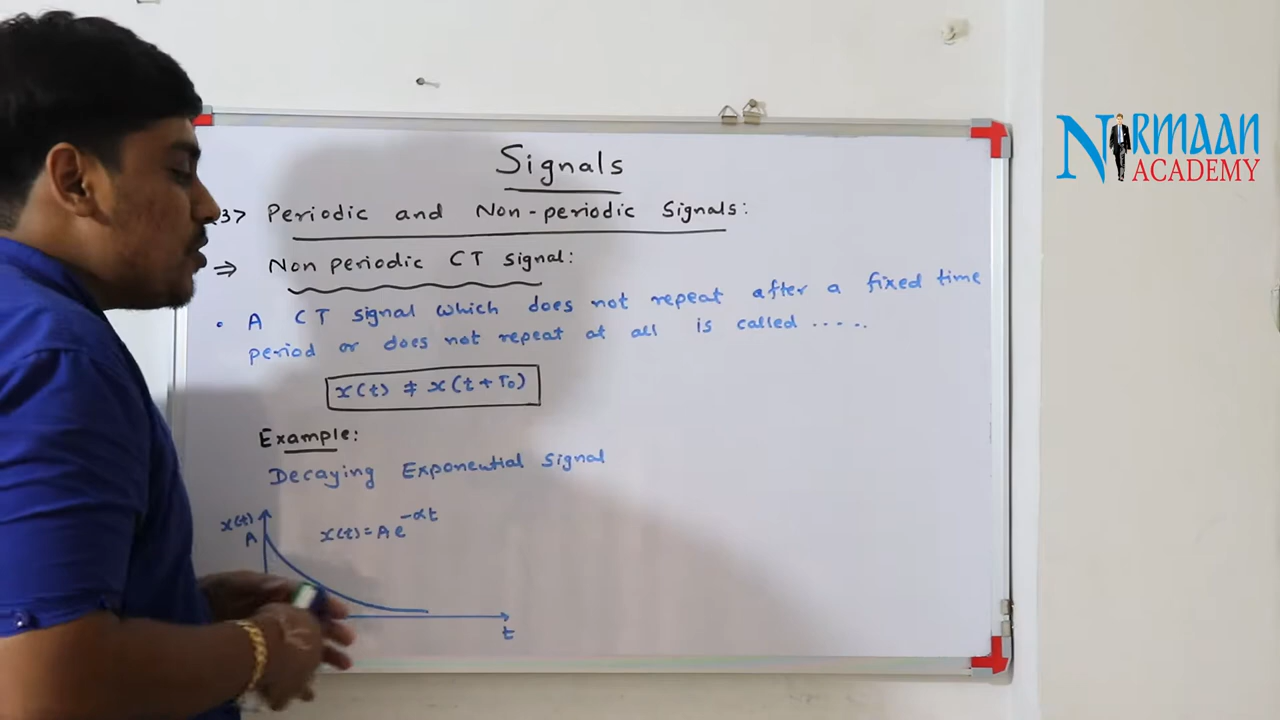 Signals
3> Periodic and Non-periodic Signals:
⇒ Non periodic CT signal:
• A CT signal which does not repeat after a fixed time
period or does not repeat at all is called .....
x(t) ≠ x(t+T₀)
Example:
Decaying Exponential Signal
x(t)
A
x(t)=Ae^-αt
t
NIRMAAN
ACADEMY